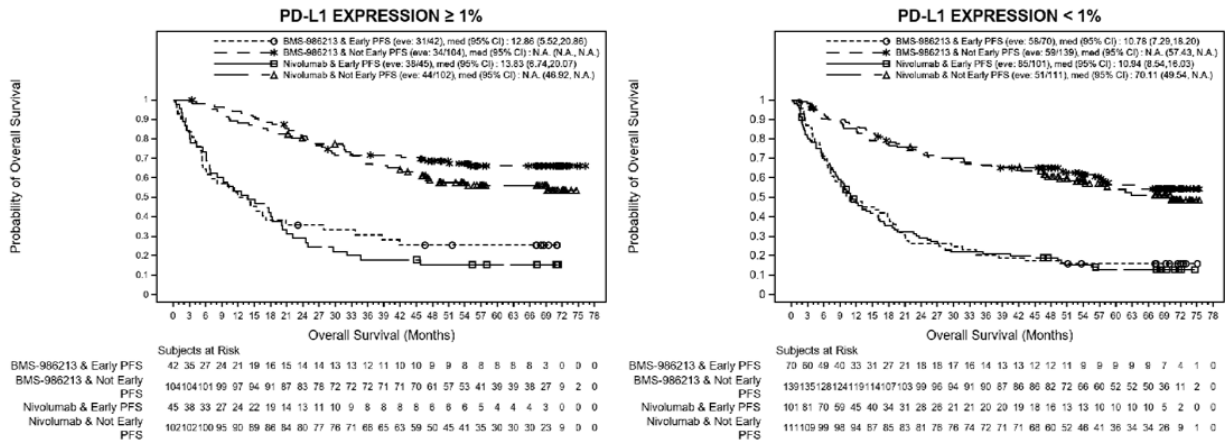 PD-L1 EXPRESSION ≥ 1%
BMS-986213 & Early PFS (eve: 31/42), med (95% CI) : 12.86 (5.52,20.86)
BMS-986213 & Not Early PFS (eve: 34/104), med (95% CI) : N.A. (N.A., N.A.)
Nivolumab & Early PFS (eve: 38/45), med (95% CI) : 13.83 (6.74,20.07)
Nivolumab & Not Early PFS (eve: 44/102), med (95% CI) : N.A. (46.92, N.A.)
Probability of Overall Survival
1
0.9
0.8
0.7
0.6
0.5
0.4
0.3
0.2
0.1
0
0 3 6 9 12 15 18 21 24 27 30 33 36 39 42 45 48 51 54 57 60 63 66 69 72 75 78
Overall Survival (Months)
Subjects at Risk
BMS-986213 & Early PFS
42 35 27 24 21 19 16 15 14 14 13 13 12 11 10 10 9 9 8 8 8 8 8 4 0 0
BMS-986213 & Not Early PFS
104 104 101 99 97 94 91 87 83 78 72 72 72 71 71 70 61 57 53 41 39 39 38 27 9 2 0
Nivolumab & Early PFS
45 38 33 27 24 22 19 14 13 11 10 9 8 8 8 8 6 6 5 4 4 4 4 3 0 0
Nivolumab & Not Early PFS
102 102 100 95 90 89 86 84 80 77 76 71 68 65 63 59 50 45 41 35 30 30 30 23 9 0
PD-L1 EXPRESSION < 1%
BMS-986213 & Early PFS (eve: 58/70), med (95% CI) : 10.78 (7.29,18.20)
BMS-986213 & Not Early PFS (eve: 59/139), med (95% CI) : N.A. (57.43, N.A.)
Nivolumab & Early PFS (eve: 85/101), med (95% CI) : 10.94 (8.54,16.03)
Nivolumab & Not Early PFS (eve: 51/111), med (95% CI) : 70.11 (49.54, N.A.)
Probability of Overall Survival
1
0.9
0.8
0.7
0.6
0.5
0.4
0.3
0.2
0.1
0
0 3 6 9 12 15 18 21 24 27 30 33 36 39 42 45 48 51 54 57 60 63 66 69 72 75 78
Overall Survival (Months)
Subjects at Risk
BMS-986213 & Early PFS
70 60 49 40 33 31 27 21 18 18 17 16 14 13 13 12 12 11 9 9 9 9 9 7 4 1 0
BMS-986213 & Not Early PFS
139 135 128 124 119 114 107 103 99 96 94 91 90 87 86 86 82 72 66 60 52 52 50 36 11 2 0
Nivolumab & Early PFS
101 81 70 59 45 40 34 31 28 26 21 21 20 20 19 18 16 13 13 10 10 10 10 5 2 0 0
Nivolumab & Not Early PFS
111 109 98 94 87 85 83 81 79 77 74 72 71 70 68 60 52 46 41 36 34 34 26 9 1 0